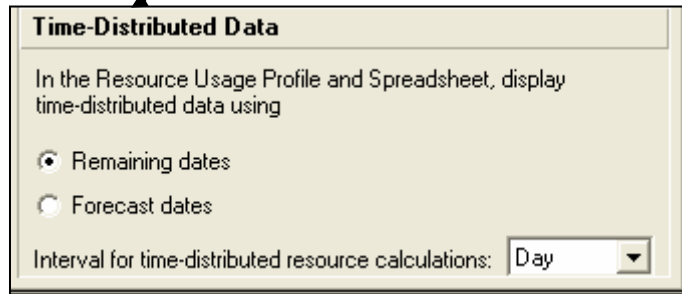 Time-Distributed Data
In the Resource Usage Profile and Spreadsheet, display
time-distributed data using
Remaining dates
Forecast dates
Interval for time-distributed resource calculations: Day